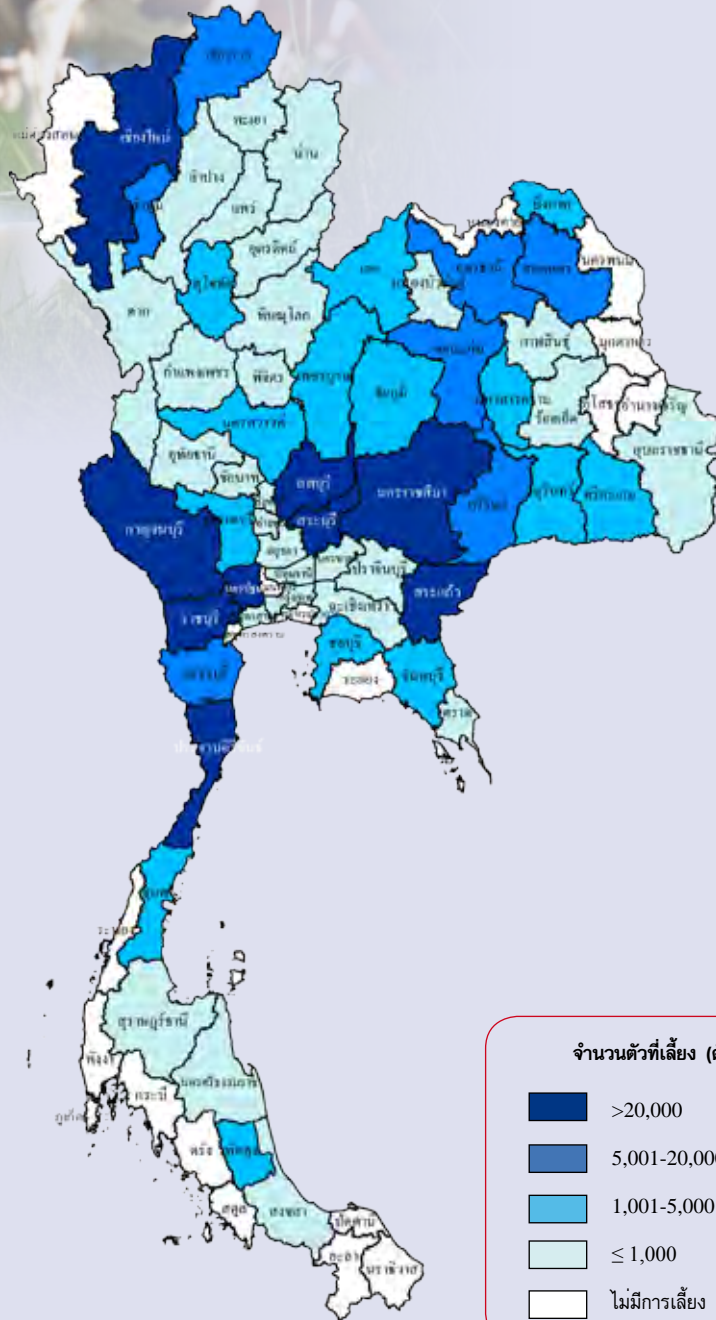 เชียงราย
พะเยา
แม่ฮ่องสอน
เชียงใหม่
น่าน
ลำปาง
ลำพูน
แพร่
อุตรดิตถ์
หนองคาย
บึงกาฬ
นครพนม
เลย
อุดรธานี
สกลนคร
สุโขทัย
ตาก
พิษณุโลก
มุกดาหาร
กาฬสินธุ์
ขอนแก่น
กำแพงเพชร
พิจิตร
เพชรบูรณ์
ชัยภูมิ
ร้อยเอ็ด
ยโสธร
อำนาจเจริญ
นครสวรรค์
อุบลราชธานี
อุทัยธานี
ชัยนาท
ลพบุรี
นครราชสีมา
บุรีรัมย์
สุรินทร์
ศรีสะเกษ
กาญจนบุรี
สระบุรี
อยุธยา
ปราจีนบุรี
สระแก้ว
ฉะเชิงเทรา
ราชบุรี
ชลบุรี
เพชรบุรี
ระยอง
จันทบุรี
ตราด
ประจวบคีรีขันธ์
ชุมพร
ระนอง
สุราษฎร์ธานี
พังงา
นครศรีธรรมราช
กระบี่
ภูเก็ต
ตรัง
พัทลุง
สตูล
สงขลา
ปัตตานี
ยะลา
นราธิวาส
จำนวนตัวที่เลี้ยง
>20,000
5,001-20,000
1,001-5,000
≤ 1,000
ไม่มีการเลี้ยง